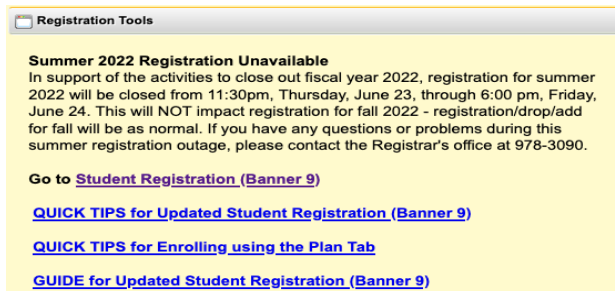 Registration Tools
Summer 2022 Registration Unavailable
In support of the activities to close out fiscal year 2022, registration for summer
2022 will be closed from 11:30pm, Thursday, June 23, through 6:00 pm, Friday,
June 24. This will NOT impact registration for fall 2022 - registration/drop/add
for fall will be as normal. If you have any questions or problems during this
summer registration outage, please contact the Registrar's office at 978-3090.
Go to Student Registration (Banner 9)
QUICK TIPS for Updated Student Registration (Banner 9)
QUICK TIPS for Enrolling using the Plan Tab
GUIDE for Updated Student Registration (Banner 9)